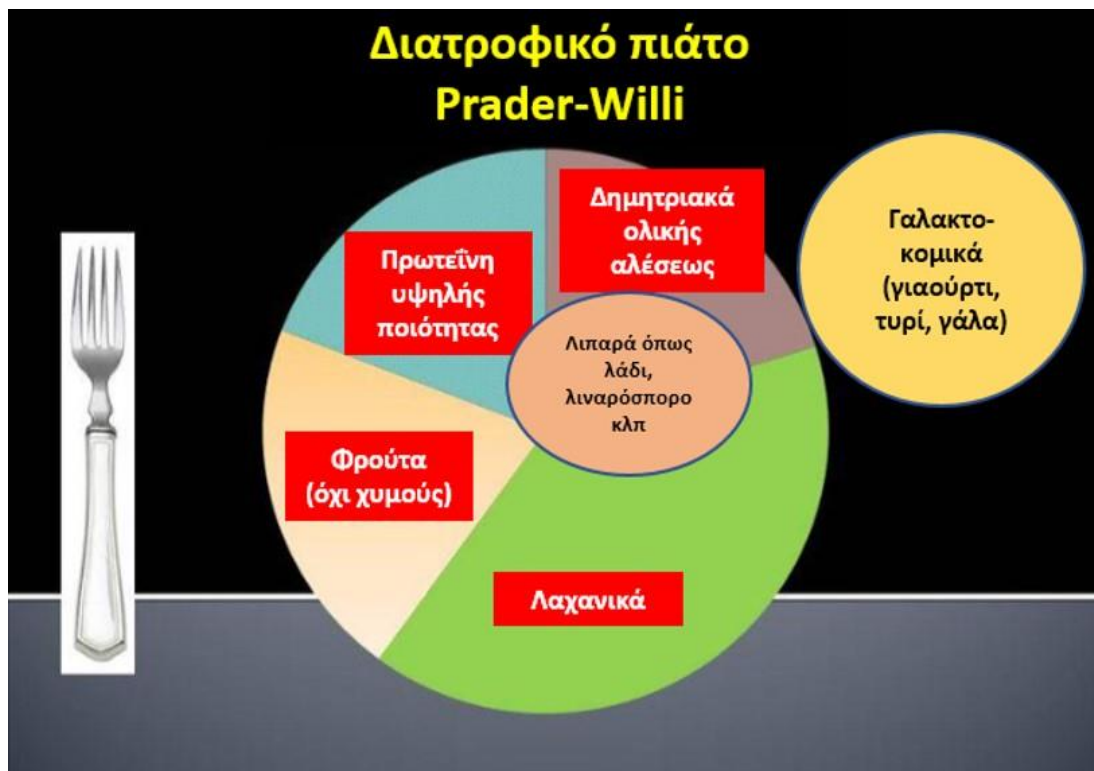 Διατροφικό πιάτο
Prader-Willi
Δημητριακά
ολικής
αλέσεως
Γαλακτο-
κομικά
(γιαούρτι,
τυρί, γάλα)
Πρωτεΐνη
υψηλής
ποιότητας
Λιπαρά όπως
λάδι,
λιναρόσπορο
κλπ
Φρούτα
(όχι χυμούς)
Λαχανικά